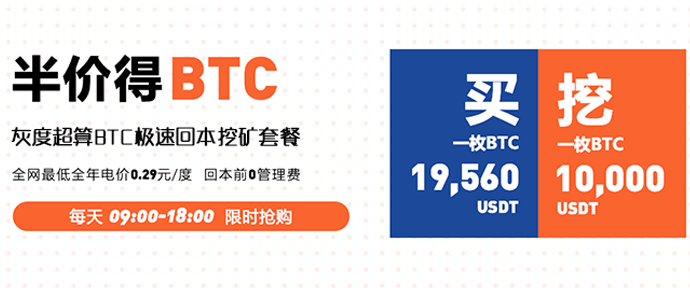 半价得BTC
灰度超算BTC极速回本挖矿套餐
全网最低全年电价0.29元/度 回本前0管理费
每天 09:00-18:00 限时抢购
买
一枚BTC
19,560
USDT
挖
一枚BTC
10,000
USDT